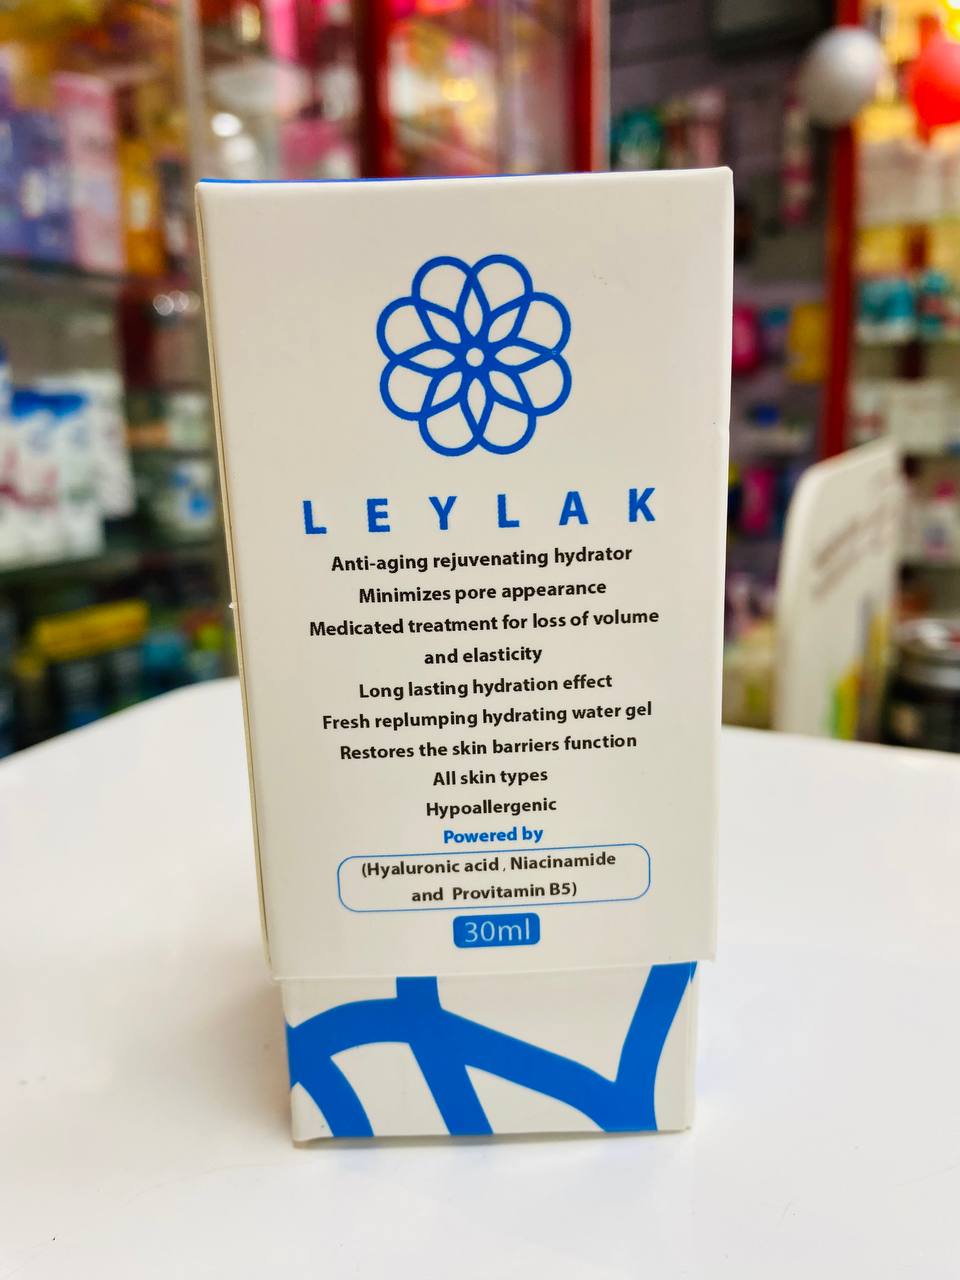 LEYLAK
Anti-aging rejuvenating hydrator
Minimizes pore appearance
Medicated treatment for loss of volume
and elasticity
Long lasting hydration effect
Fresh replumping hydrating water gel
Restores the skin barriers function
All skin types
Hypoallergenic
Powered by
(Hyaluronic acid , Niacinamide
and Provitamin B5)
30ml